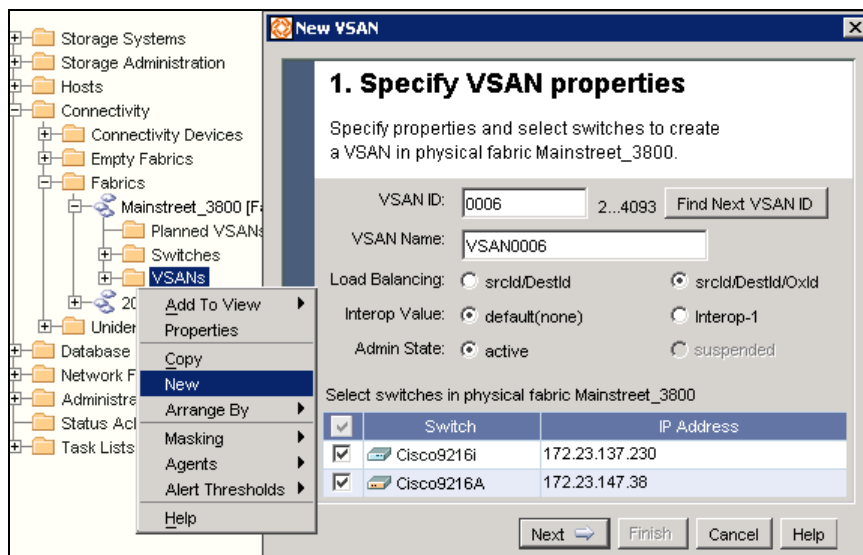 Storage Systems
Storage Administration
Hosts
Connectivity
Connectivity Devices
Empty Fabrics
Fabrics
Mainstreet_3800 [Fa
Planned VSANs
Switches
VSANs
20
Uniden
Database
Network F
Administra
Status Ack
Task Lists
Add To View
Properties
Copy
New
Arrange By
Masking
Agents
Alert Thresholds
Help
New VSAN
1. Specify VSAN properties
Specify properties and select switches to create
a VSAN in physical fabric Mainstreet_3800.
VSAN ID: 0006 2...4093 Find Next VSAN ID
VSAN Name: VSAN0006
Load Balancing: srcId/DestId srcId/DestId/OxId
Interop Value: default(none) Interop-1
Admin State: active suspended
Select switches in physical fabric Mainstreet_3800
Switch IP Address
Cisco9216i 172.23.137.230
Cisco9216A 172.23.147.38
Next Finish Cancel Help